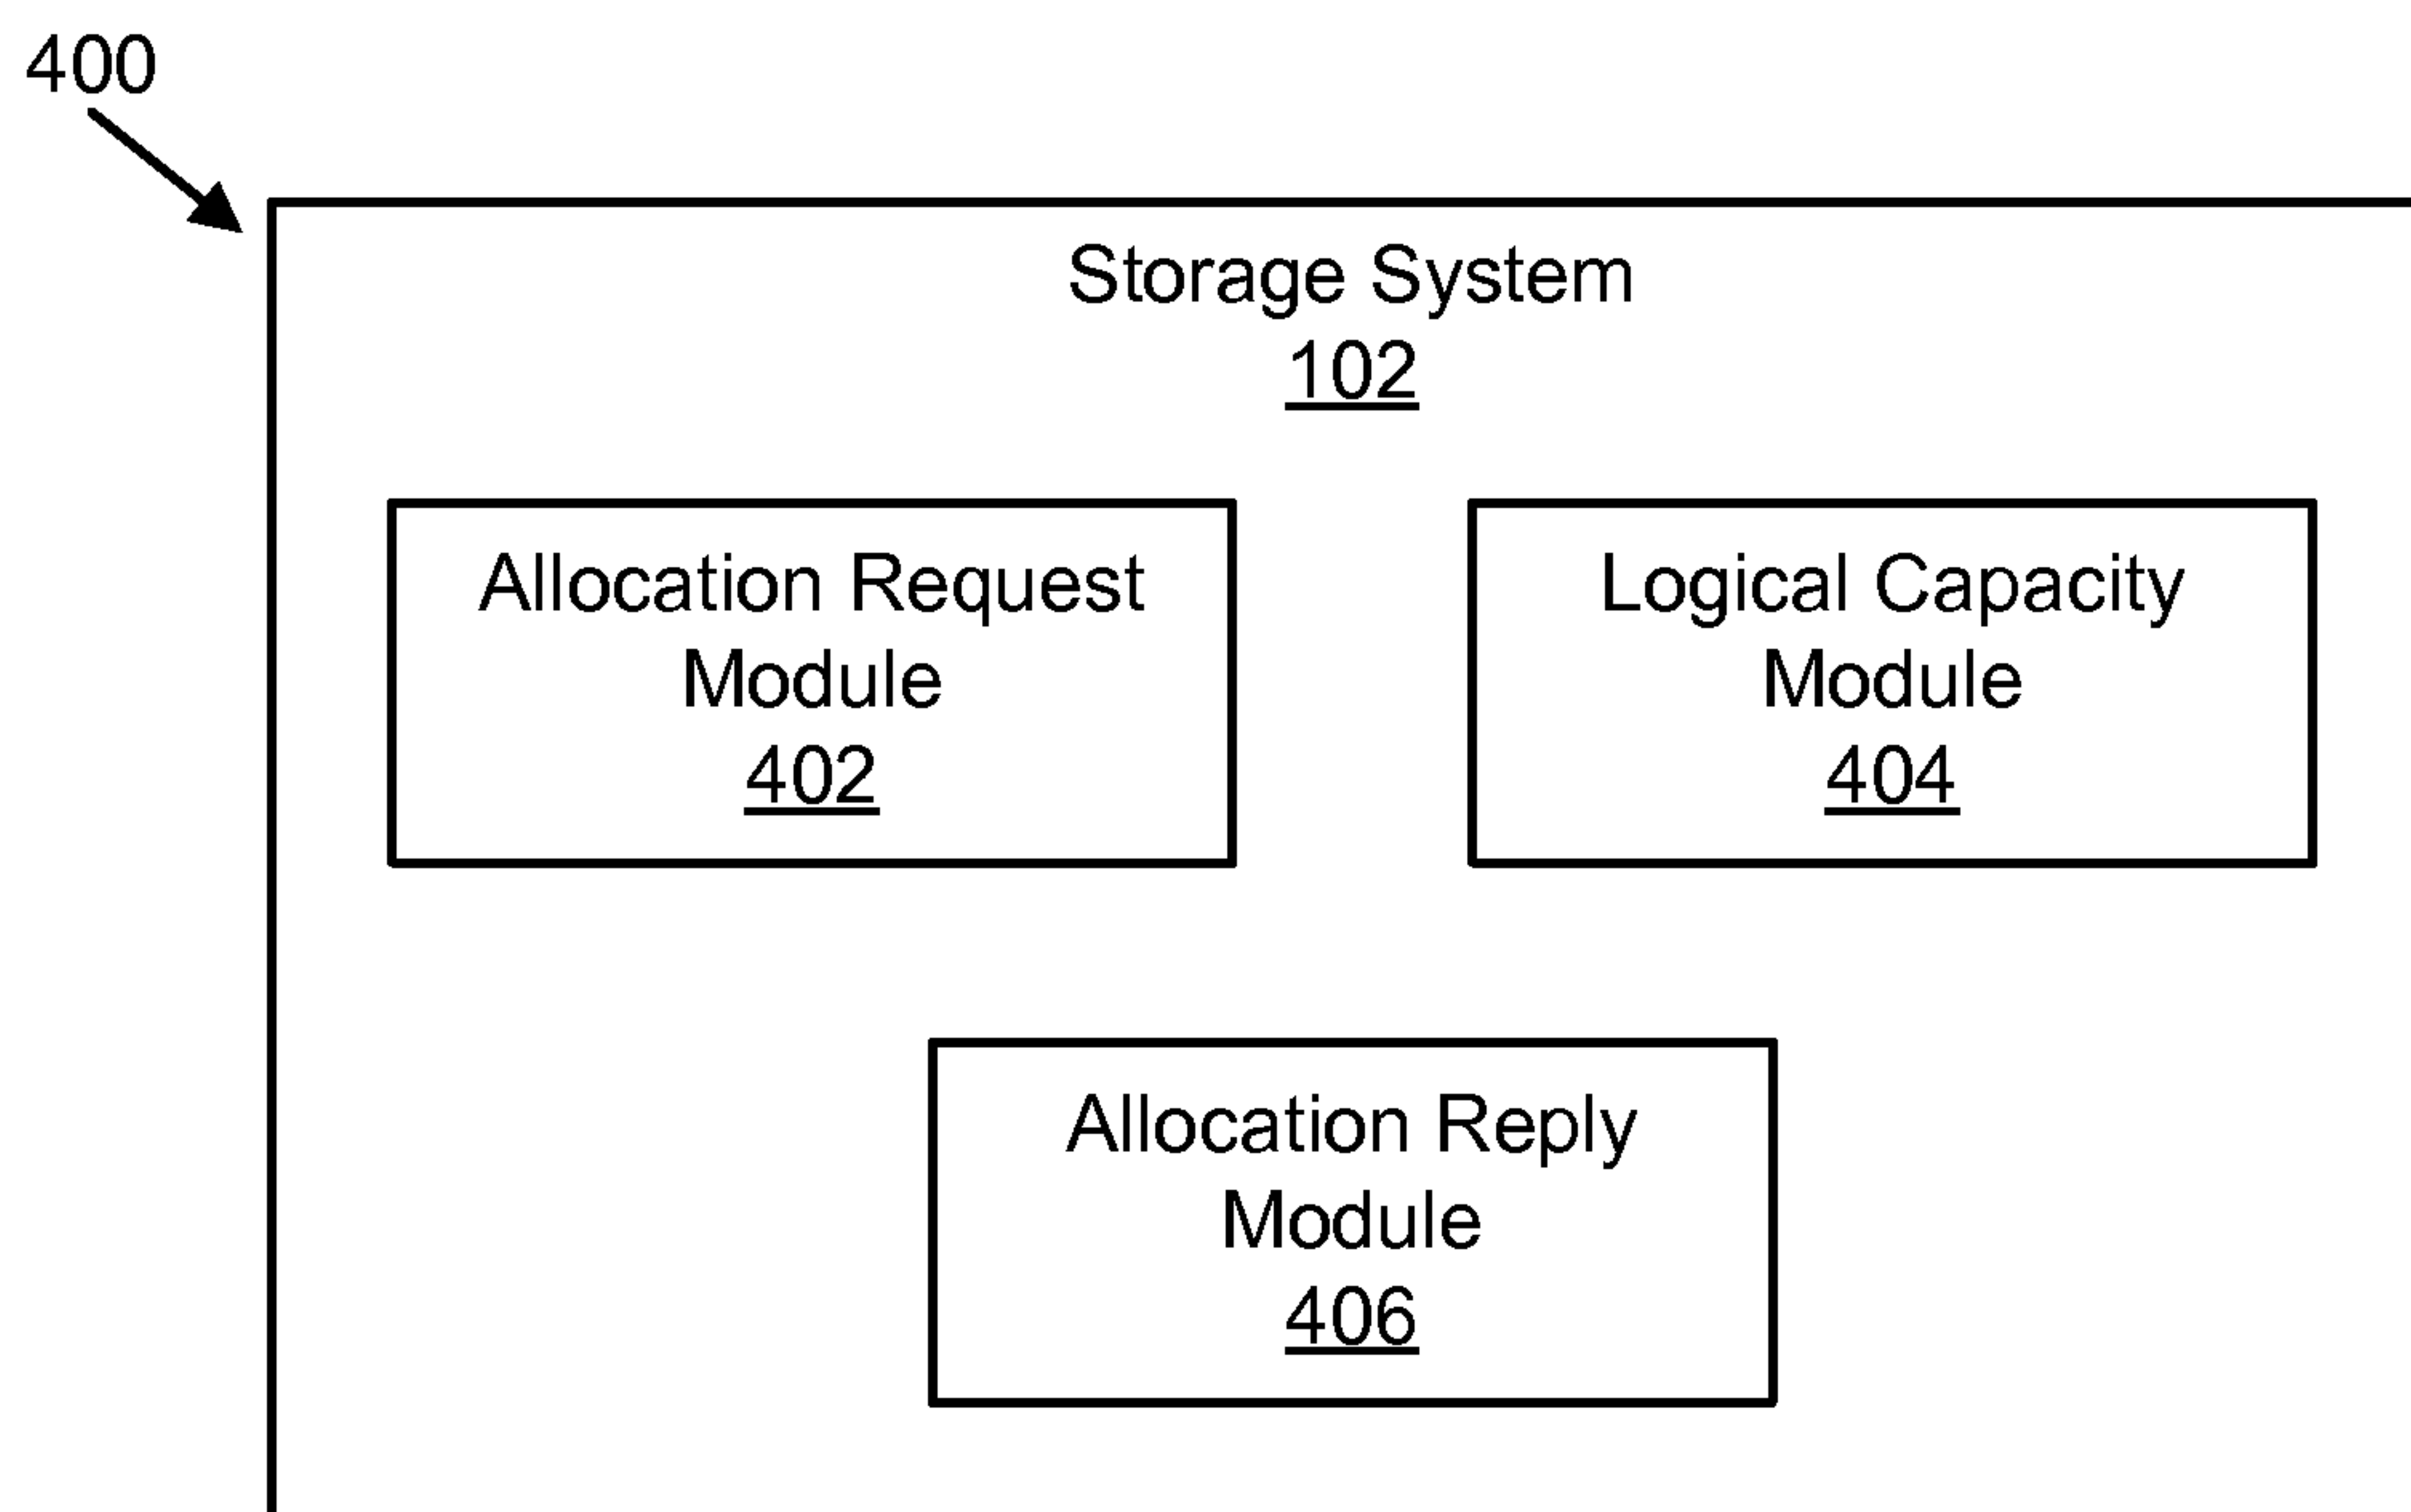 400
Storage System
102
Allocation Request
Module
402
Logical Capacity
Module
404
Allocation Reply
Module
406